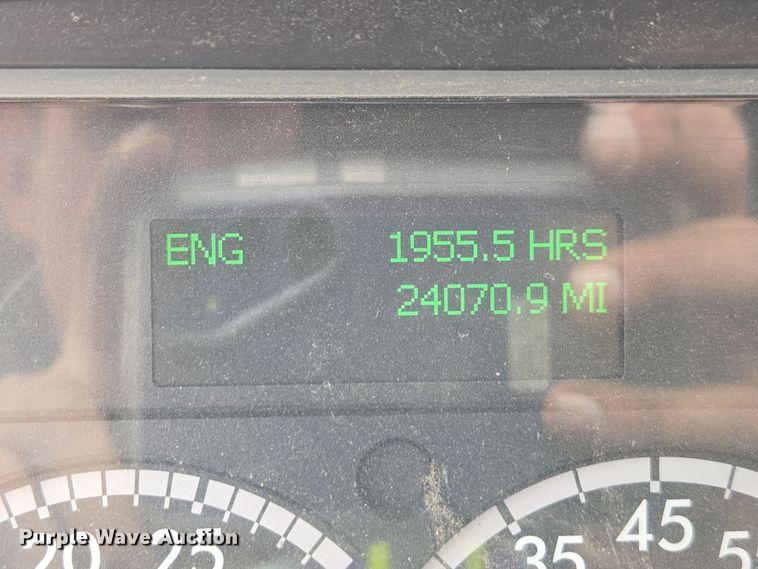 ENG 1955.5 HRS
24070.9 MI
20 25 35 45
Purple Wave Auction